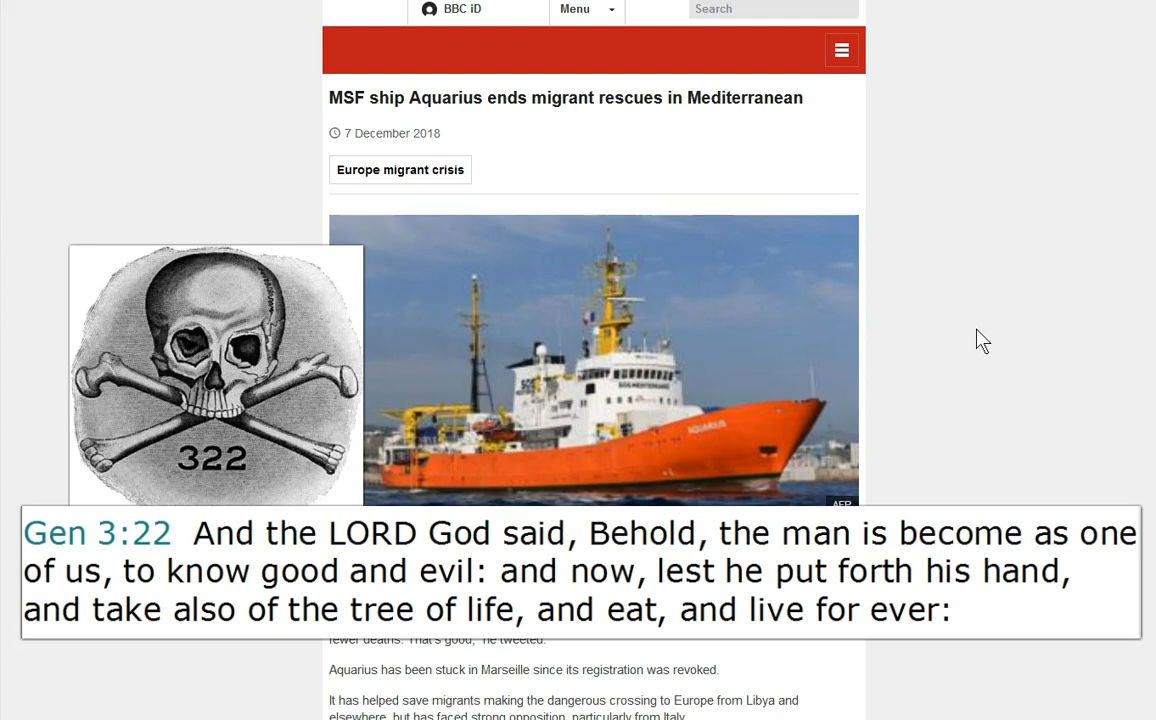 BBC iD
Menu
Search
MSF ship Aquarius ends migrant rescues in Mediterranean
7 December 2018
Europe migrant crisis
SOS MEDITERRANEE
AQUARIUS
322
AFP
Gen 3:22 And the LORD God said, Behold, the man is become as one
of us, to know good and evil: and now, lest he put forth his hand,
and take also of the tree of life, and eat, and live for ever:
fewer deaths. That's good," he tweeted.
Aquarius has been stuck in Marseille since its registration was revoked.
It has helped save migrants making the dangerous crossing to Europe from Libya and
elsewhere, but has faced strong opposition, particularly from Italy.